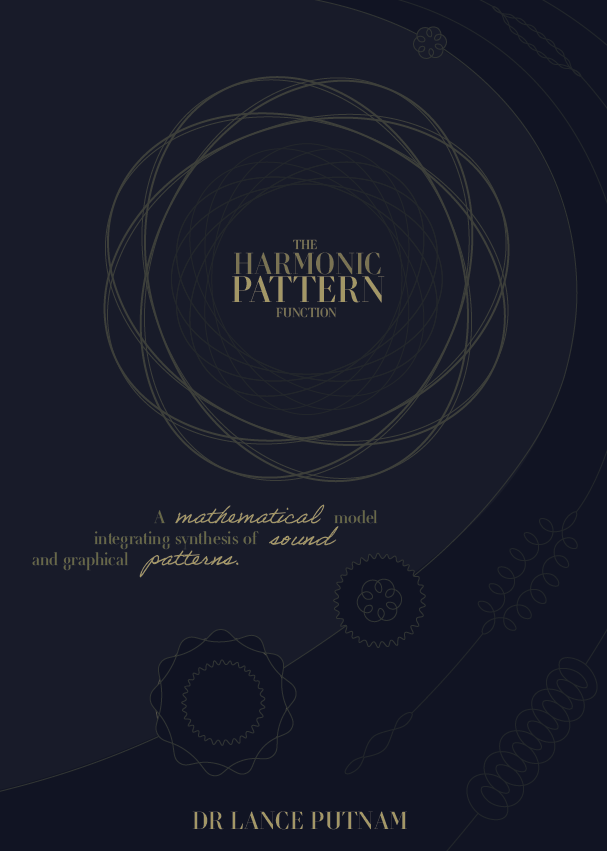 THE
HARMONIC
PATTERN
FUNCTION
A mathematical model
integrating synthesis of sound
and graphical patterns.
DR LANCE PUTNAM